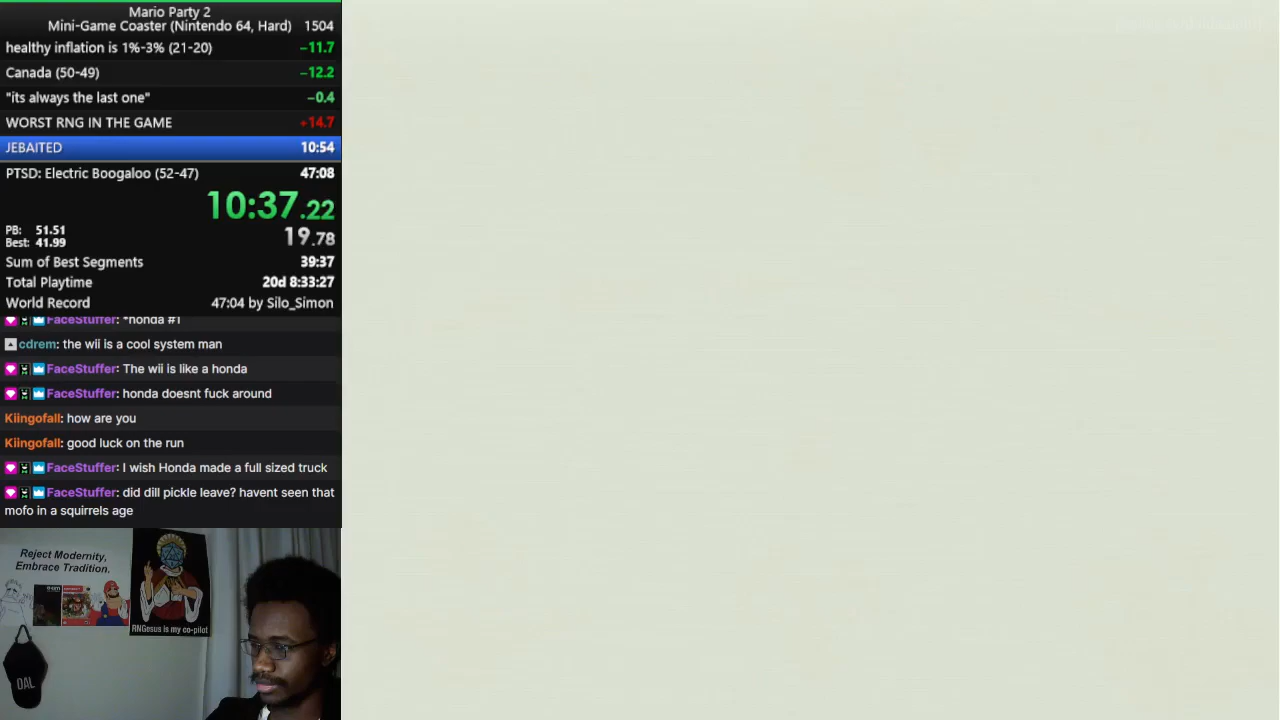 Mario Party 2
Mini-Game Coaster (Nintendo 64, Hard) 1504
healthy inflation is 1%-3% (21-20) −11.7
Canada (50-49) −12.2
"its always the last one" −0.4
WORST RNG IN THE GAME +14.7
JEBAITED 10:54
PTSD: Electric Boogaloo (52-47) 47:08
10:37.22
PB: 51.51
Best: 41.99
19.78
Sum of Best Segments 39:37
Total Playtime 20d 8:33:27
World Record 47:04 by Silo_Simon
FaceStuffer: *honda #1
cdrem: the wii is a cool system man
FaceStuffer: The wii is like a honda
FaceStuffer: honda doesnt fuck around
Kiingofall: how are you
Kiingofall: good luck on the run
FaceStuffer: I wish Honda made a full sized truck
FaceStuffer: did dill pickle leave? havent seen that
mofo in a squirrels age
Reject Modernity,
Embrace Tradition.
RNGesus is my co-pilot
DAL